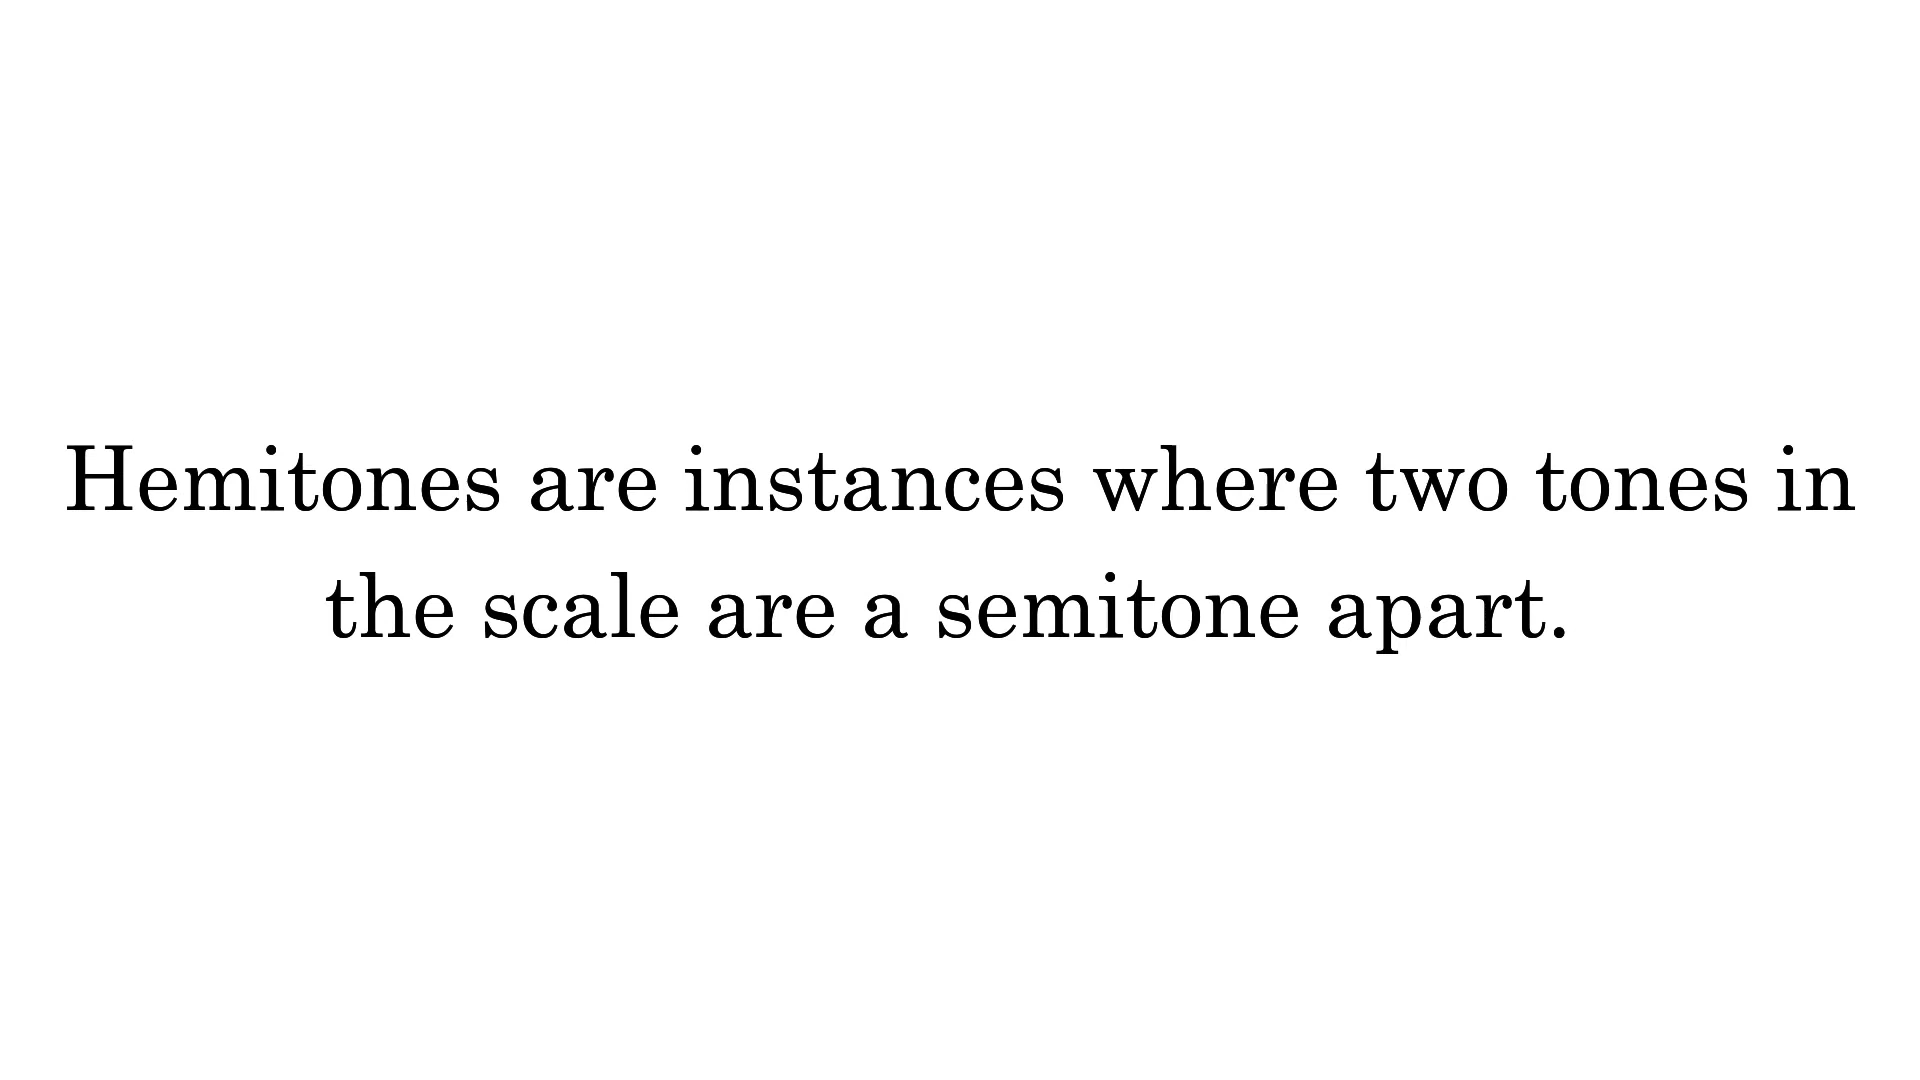 Hemitones are instances where two tones in
the scale are a semitone apart.